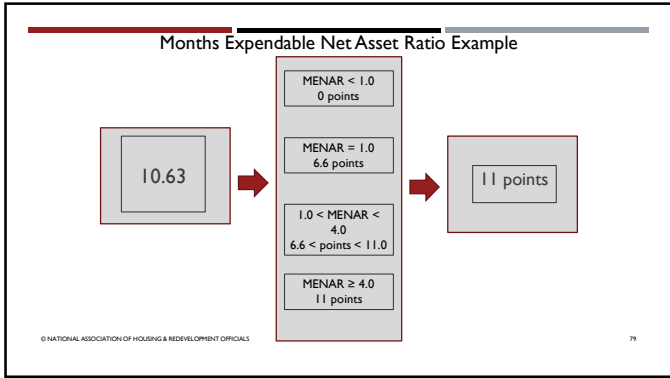 Months Expendable Net Asset Ratio Example
10.63
MENAR < 1.0
0 points
MENAR = 1.0
6.6 points
1.0 < MENAR <
4.0
6.6 < points < 11.0
MENAR ≥ 4.0
11 points
11 points
© NATIONAL ASSOCIATION OF HOUSING & REDEVELOPMENT OFFICIALS
79